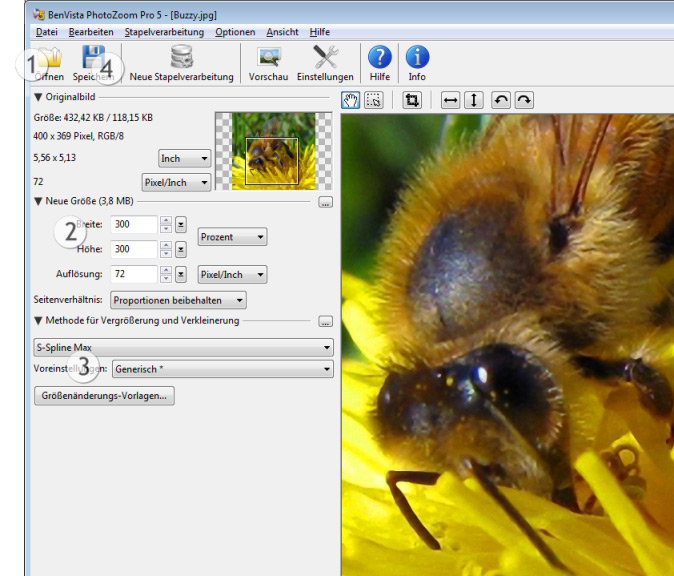 BenVista PhotoZoom Pro 5 - [Buzzy.jpg]
Datei Bearbeiten Stapelverarbeitung Optionen Ansicht Hilfe
1 4
Öffnen Speichern Neue Stapelverarbeitung Vorschau Einstellungen Hilfe Info
Originalbild
Größe: 432,42 KB / 118,15 KB
400 x 369 Pixel, RGB/8
5,56 x 5,13 Inch
72 Pixel/Inch
Neue Größe (3,8 MB) ...
2
Breite: 300
Prozent
Höhe: 300
Auflösung: 72 Pixel/Inch
Seitenverhältnis: Proportionen beibehalten
Methode für Vergrößerung und Verkleinerung ...
S-Spline Max
3
Voreinstellungen: Generisch *
Größenänderungs-Vorlagen...